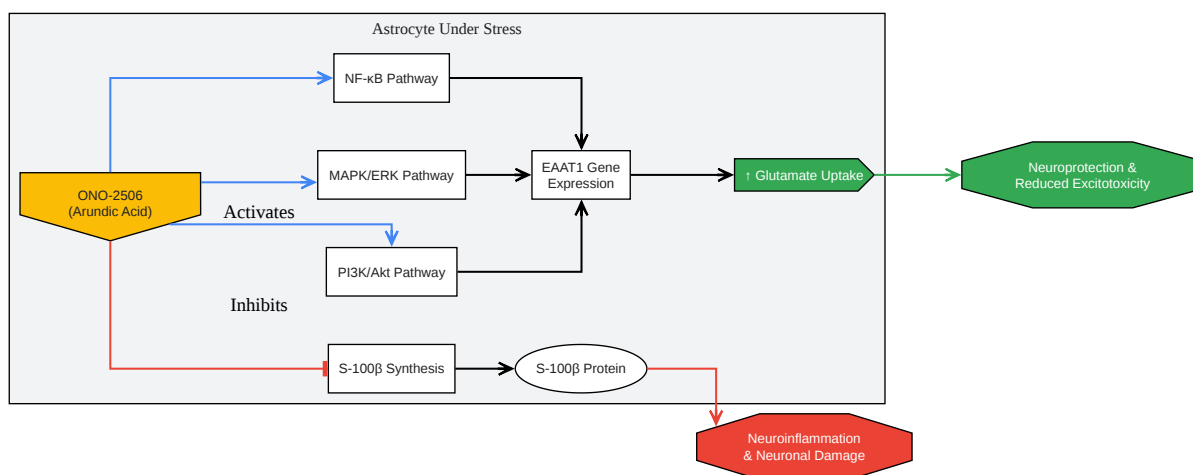 Astrocyte Under Stress
NF-κB Pathway
MAPK/ERK Pathway
EAAT1 Gene
Expression
↑ Glutamate Uptake
Neuroprotection &
Reduced Excitotoxicity
ONO-2506
(Arundic Acid)
Activates
PI3K/Akt Pathway
Inhibits
S-100β Synthesis
S-100β Protein
Neuroinflammation
& Neuronal Damage